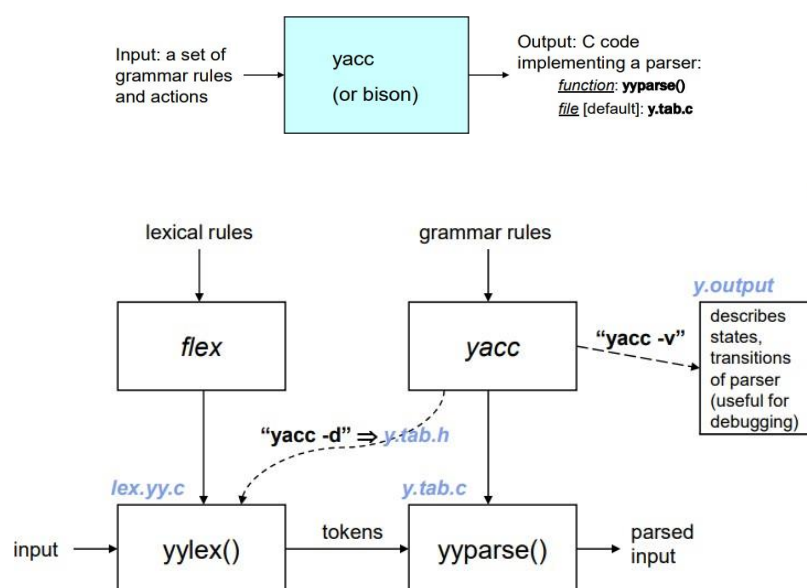 Input: a set of
grammar rules
and actions
yacc
(or bison)
Output: C code
implementing a parser:
function: yyparse()
file [default]: y.tab.c
lexical rules
grammar rules
y.output
flex
yacc
“yacc -v”
describes
states,
transitions
of parser
(useful for
debugging)
“yacc -d” ⇒ y.tab.h
lex.yy.c
y.tab.c
input
yylex()
tokens
yyparse()
parsed
input